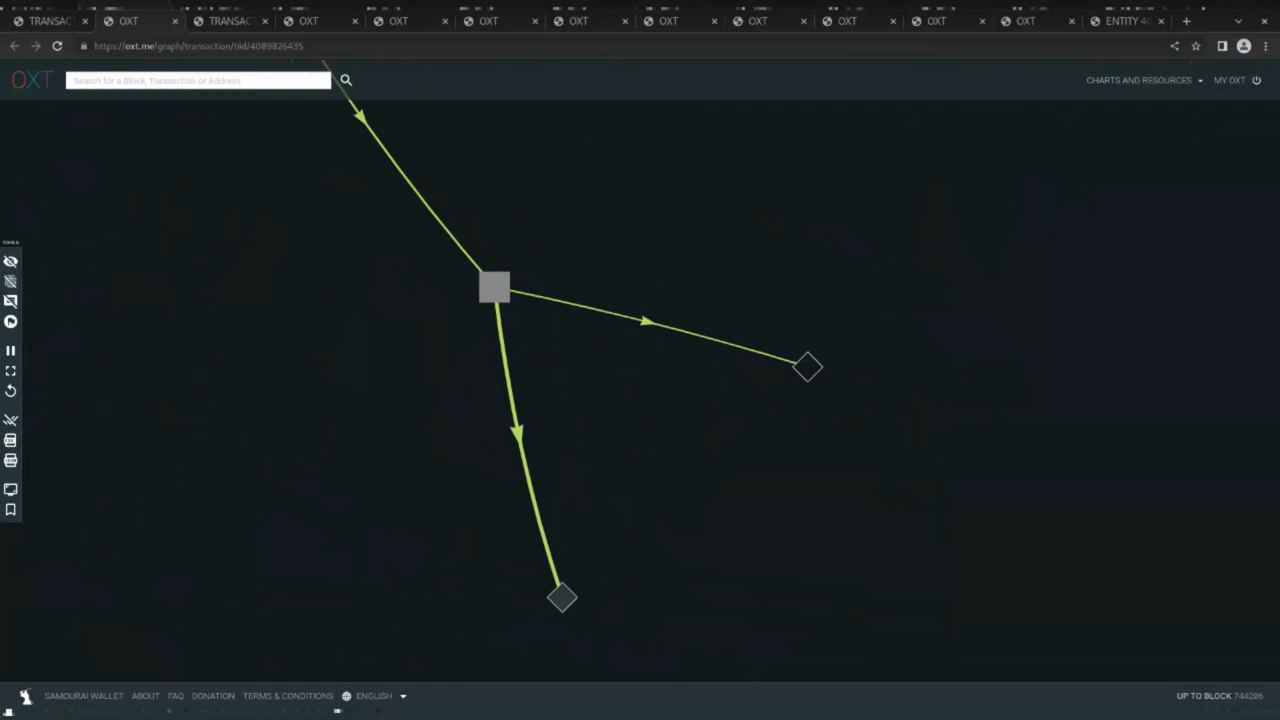 TRANSAC OXT TRANSAC OXT OXT OXT OXT OXT OXT OXT OXT OXT ENTITY 40
https://oxt.me/graph/transaction/tiid/4089826435
OXT Search for a Block, Transaction or Address CHARTS AND RESOURCES MY OXT
TOOLS
SAMOURAI WALLET ABOUT FAQ DONATION TERMS & CONDITIONS ENGLISH UP TO BLOCK 744286